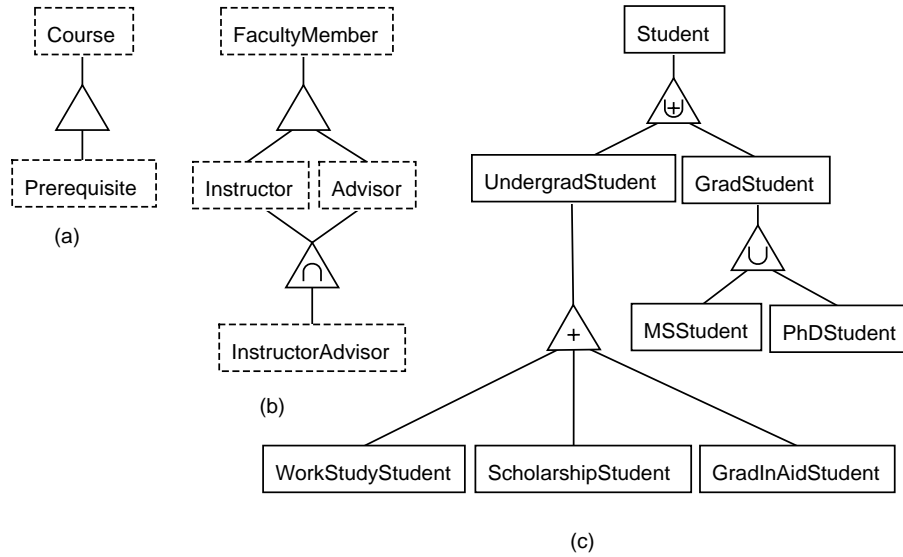 Course
FacultyMember
Student
Prerequisite
Instructor
Advisor
UndergradStudent
GradStudent
(a)
∩
∪
InstructorAdvisor
MSStudent
PhDStudent
+
(b)
WorkStudyStudent
ScholarshipStudent
GradInAidStudent
(c)
⊎